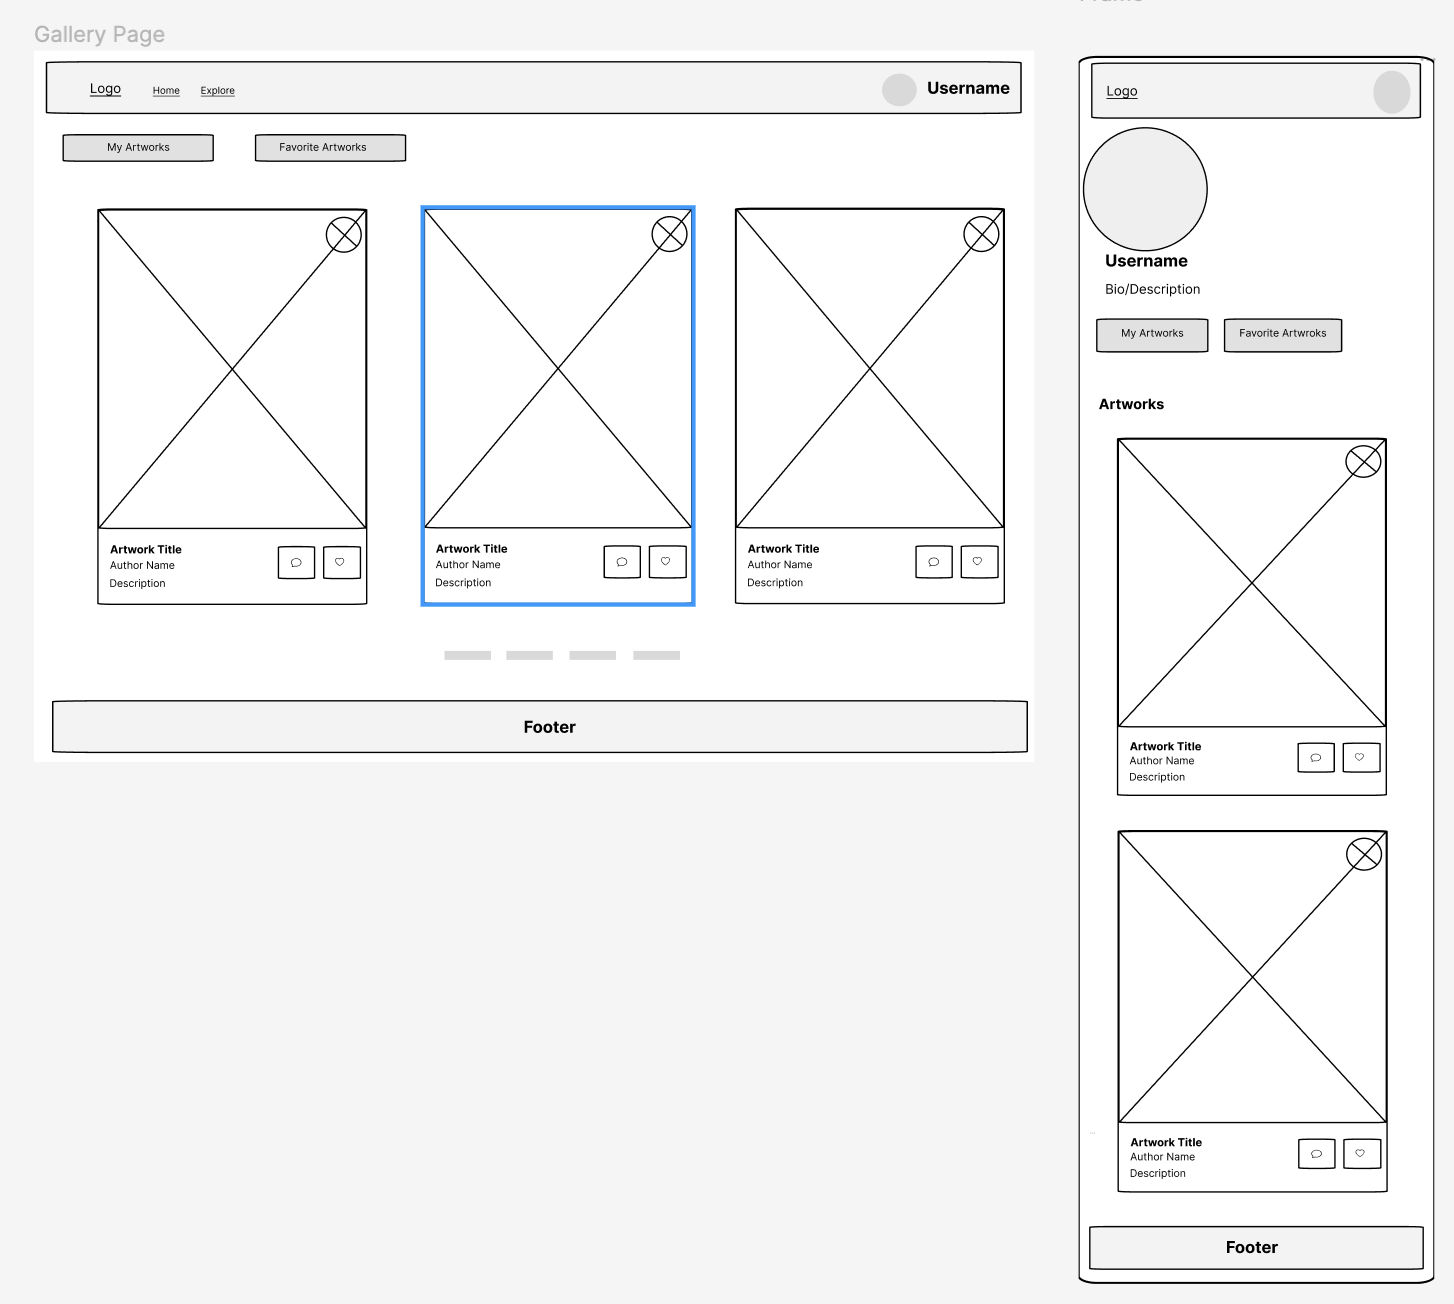 Gallery Page
Logo
Home
Explore
Username
My Artworks
Favorite Artworks
Artwork Title
Author Name
Description
Artwork Title
Author Name
Description
Artwork Title
Author Name
Description
Footer
Logo
Username
Bio/Description
My Artworks
Favorite Artwroks
Artworks
Artwork Title
Author Name
Description
Artwork Title
Author Name
Description
Footer